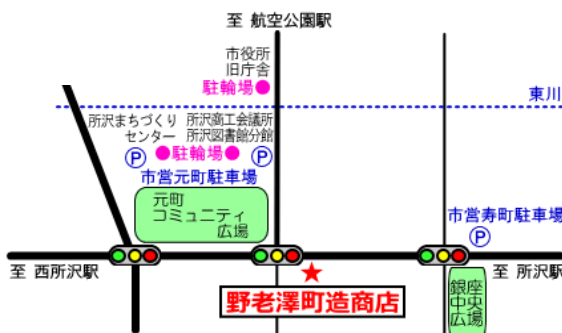 至 航空公園駅
市役所
旧庁舎
駐輪場●
東川
所沢まちづくり
センター
所沢商工会議所
所沢図書館分館
P
●駐輪場●
P
市営元町駐車場
元町
コミュニティ
広場
市営寿町駐車場
P
至 西所沢駅
至 所沢駅
野老澤町造商店
銀座
中央
広場